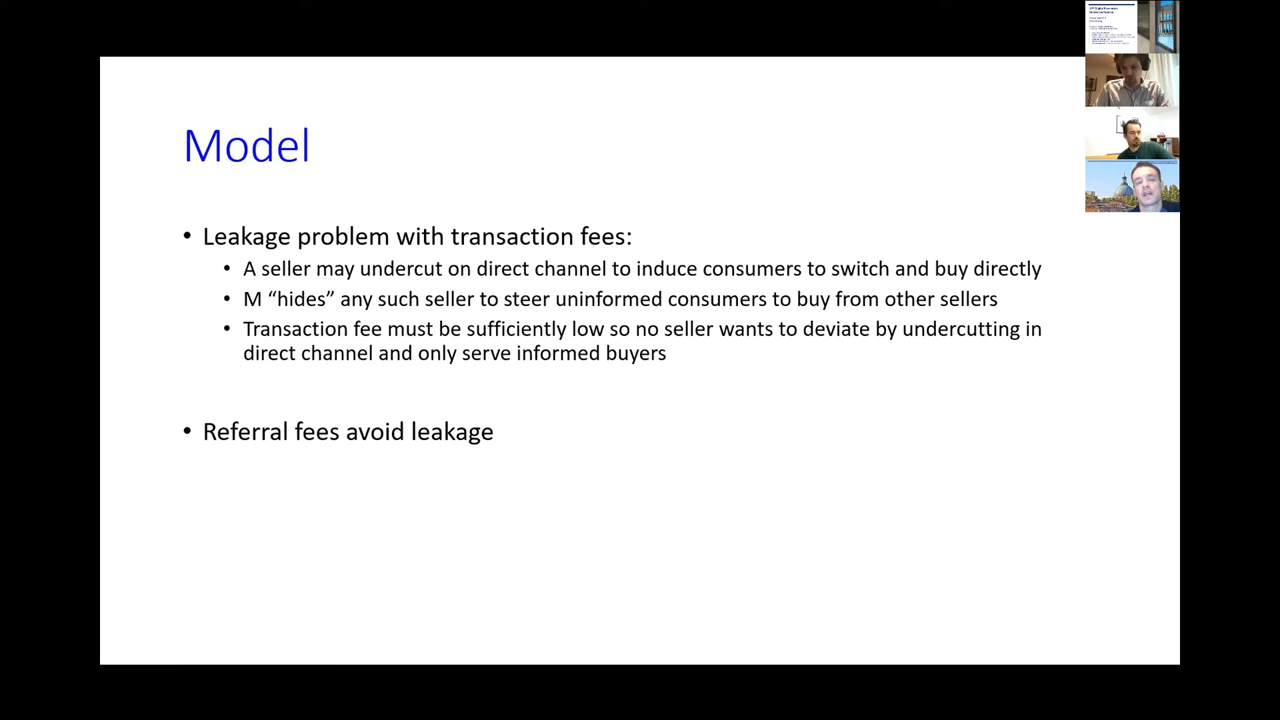 Model
• Leakage problem with transaction fees:
• A seller may undercut on direct channel to induce consumers to switch and buy directly
• M “hides” any such seller to steer uninformed consumers to buy from other sellers
• Transaction fee must be sufficiently low so no seller wants to deviate by undercutting in
direct channel and only serve informed buyers
• Referral fees avoid leakage